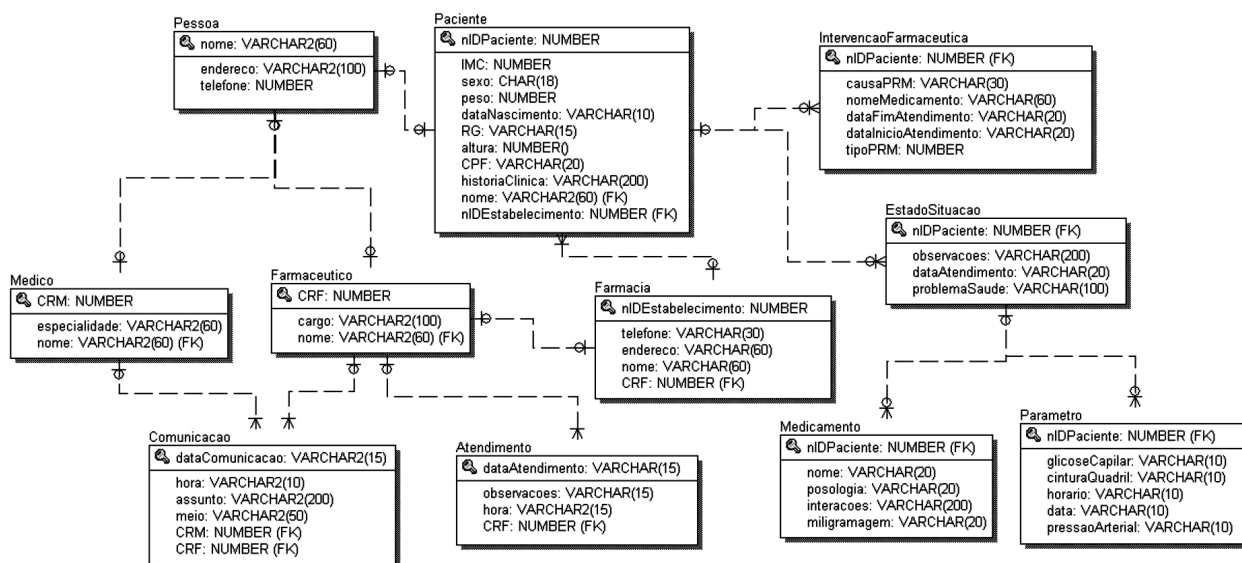 Pessoa
nome: VARCHAR2(60)
endereco: VARCHAR2(100)
telefone: NUMBER
Paciente
nIDPaciente: NUMBER
IMC: NUMBER
sexo: CHAR(18)
peso: NUMBER
dataNascimento: VARCHAR(10)
RG: VARCHAR(15)
altura: NUMBER()
CPF: VARCHAR(20)
historiaClinica: VARCHAR(200)
nome: VARCHAR2(60) (FK)
nIDEstabelecimento: NUMBER (FK)
IntervencaoFarmaceutica
nIDPaciente: NUMBER (FK)
causaPRM: VARCHAR(30)
nomeMedicamento: VARCHAR(60)
dataFimAtendimento: VARCHAR(20)
dataInicioAtendimento: VARCHAR(20)
tipoPRM: NUMBER
EstadoSituacao
nIDPaciente: NUMBER (FK)
observacoes: VARCHAR(200)
dataAtendimento: VARCHAR(20)
problemaSaude: VARCHAR(100)
Medico
CRM: NUMBER
especialidade: VARCHAR2(60)
nome: VARCHAR2(60) (FK)
Farmaceutico
CRF: NUMBER
cargo: VARCHAR2(100)
nome: VARCHAR2(60) (FK)
Farmacia
nIDEstabelecimento: NUMBER
telefone: VARCHAR(30)
endereco: VARCHAR(60)
nome: VARCHAR(60)
CRF: NUMBER (FK)
Comunicacao
dataComunicacao: VARCHAR2(15)
hora: VARCHAR2(10)
assunto: VARCHAR2(200)
meio: VARCHAR2(50)
CRM: NUMBER (FK)
CRF: NUMBER (FK)
Atendimento
dataAtendimento: VARCHAR(15)
observacoes: VARCHAR(15)
hora: VARCHAR2(15)
CRF: NUMBER (FK)
Medicamento
nIDPaciente: NUMBER (FK)
nome: VARCHAR(20)
posologia: VARCHAR(20)
interacoes: VARCHAR(200)
miligramagem: VARCHAR(20)
Parametro
nIDPaciente: NUMBER (FK)
glicoseCapilar: VARCHAR(10)
cinturaQuadril: VARCHAR(10)
horario: VARCHAR(10)
data: VARCHAR(10)
pressaoArterial: VARCHAR(10)